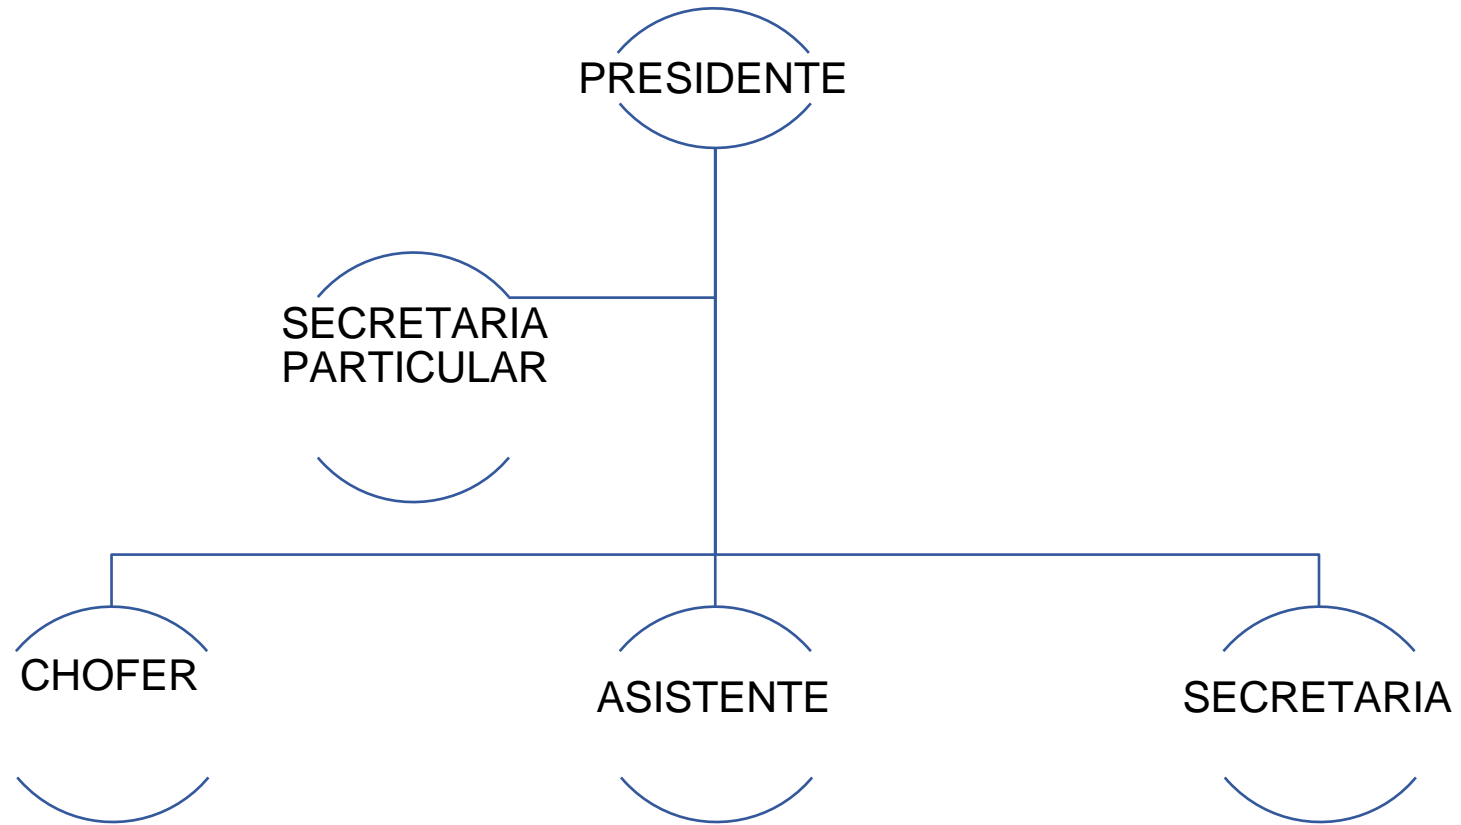 PRESIDENTE
SECRETARIA
PARTICULAR
CHOFER
ASISTENTE
SECRETARIA